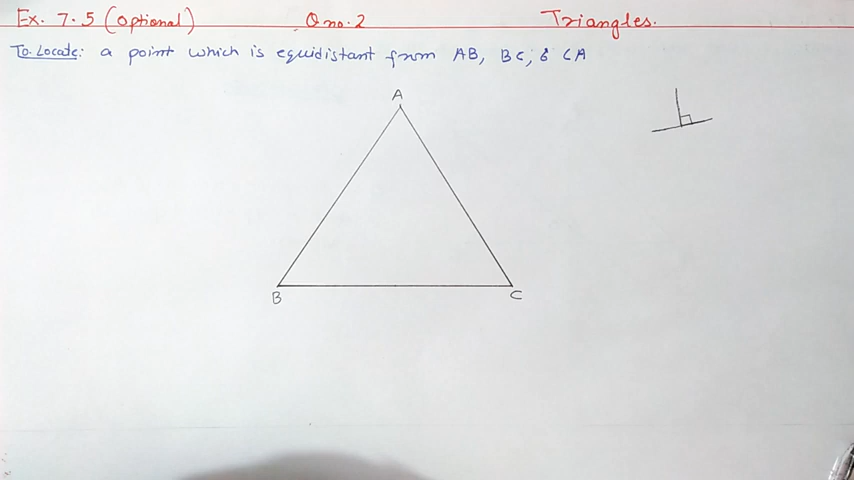 Ex. 7.5 (Optional) Q no. 2 Triangles.
To Locate: a point which is equidistant from AB, BC, & CA
A
B C